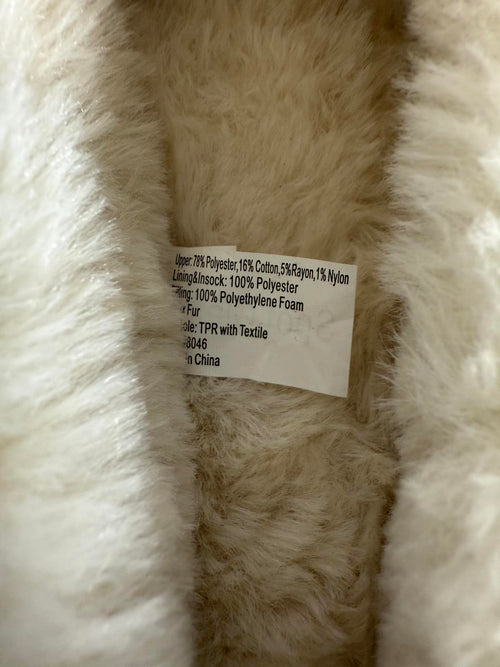 Upper: 78% Polyester,16% Cotton,5%Rayon,1% Nylon
Lining&Insock: 100% Polyester
100% Polyethylene Foam
Fur
TPR with Textile
8046
China